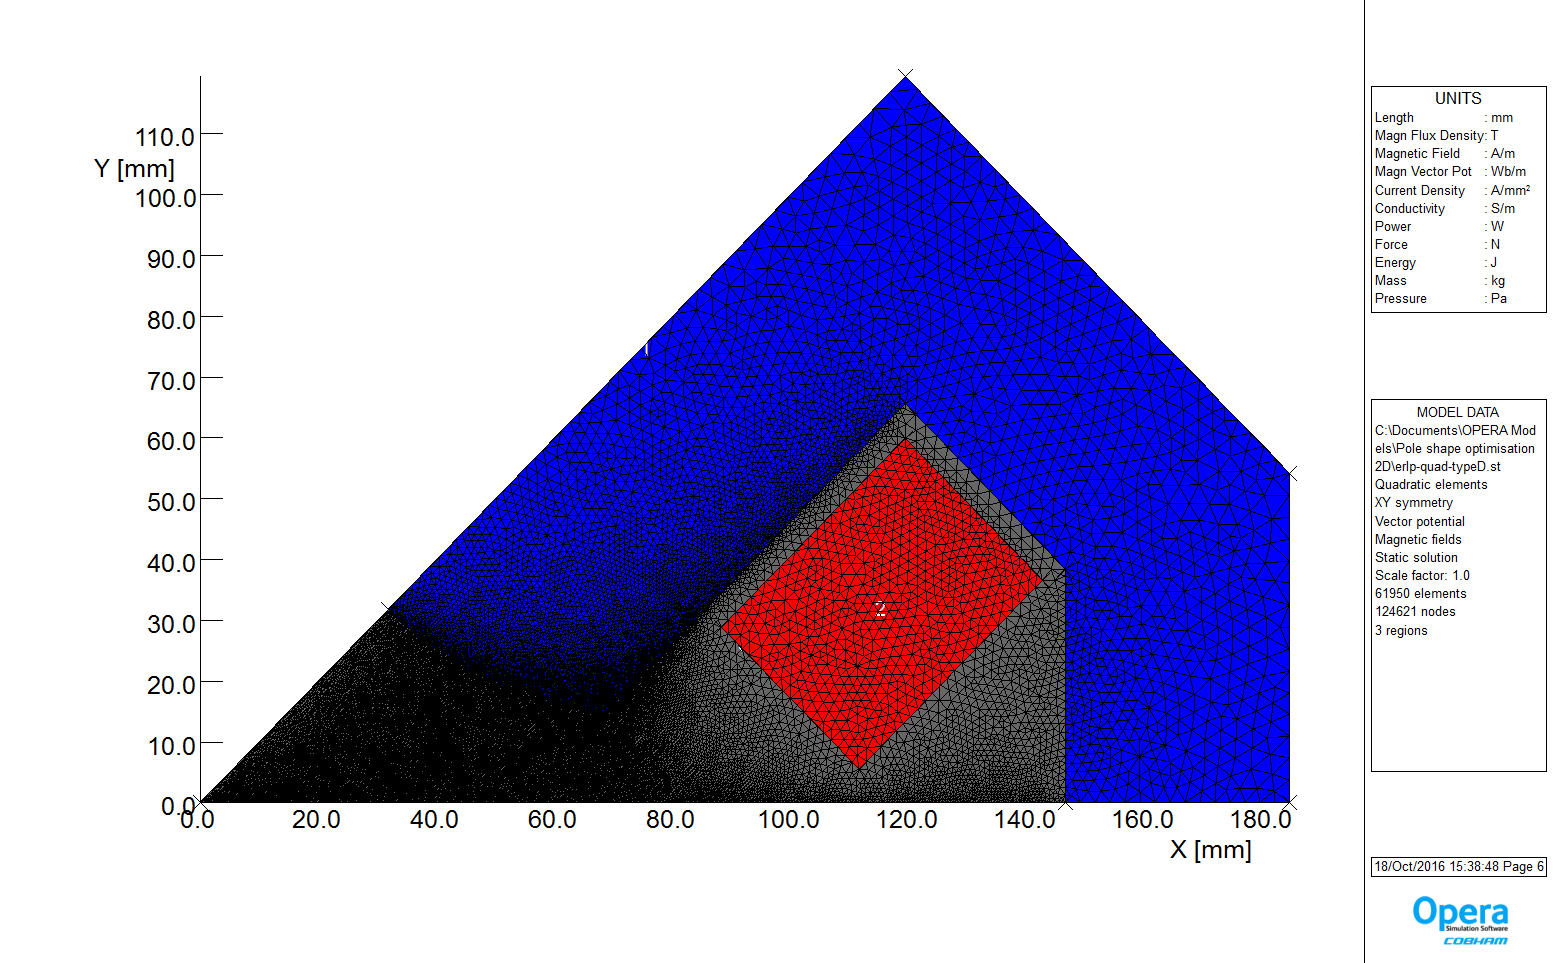 110.0
Y [mm]
100.0
90.0
80.0
70.0
60.0
50.0
40.0
30.0
20.0
10.0
0.0
0.0 20.0 40.0 60.0 80.0 100.0 120.0 140.0 160.0 180.0
X [mm]
1
2
UNITS
Length : mm
Magn Flux Density: T
Magnetic Field : A/m
Magn Vector Pot : Wb/m
Current Density : A/mm²
Conductivity : S/m
Power : W
Force : N
Energy : J
Mass : kg
Pressure : Pa
MODEL DATA
C:\Documents\OPERA Mod
els\Pole shape optimisation
2D\erlp-quad-typeD.st
Quadratic elements
XY symmetry
Vector potential
Magnetic fields
Static solution
Scale factor: 1.0
61950 elements
124621 nodes
3 regions
18/Oct/2016 15:38:48 Page 6
Opera
Simulation Software
COBHAM